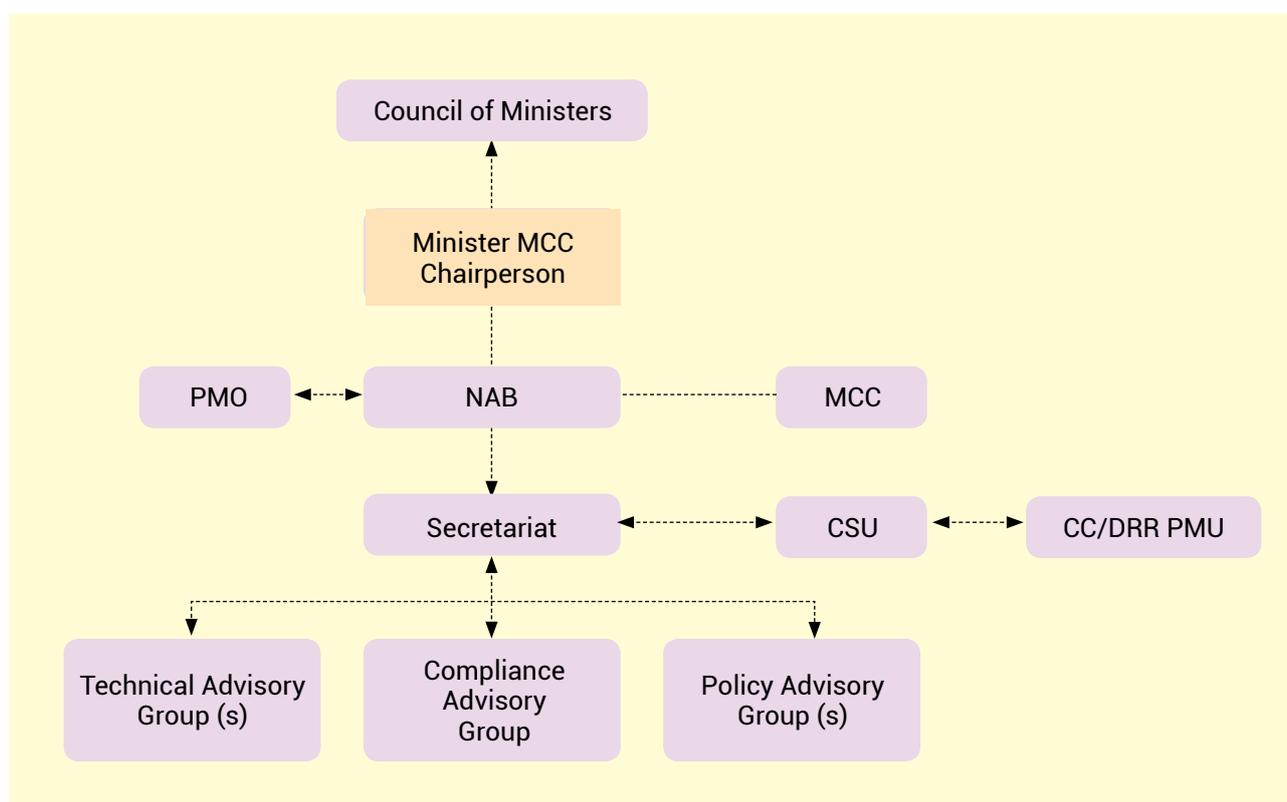 Council of Ministers
Minister MCC
Chairperson
PMO
NAB
MCC
Secretariat
CSU
CC/DRR PMU
Technical Advisory
Group (s)
Compliance
Advisory
Group
Policy Advisory
Group (s)